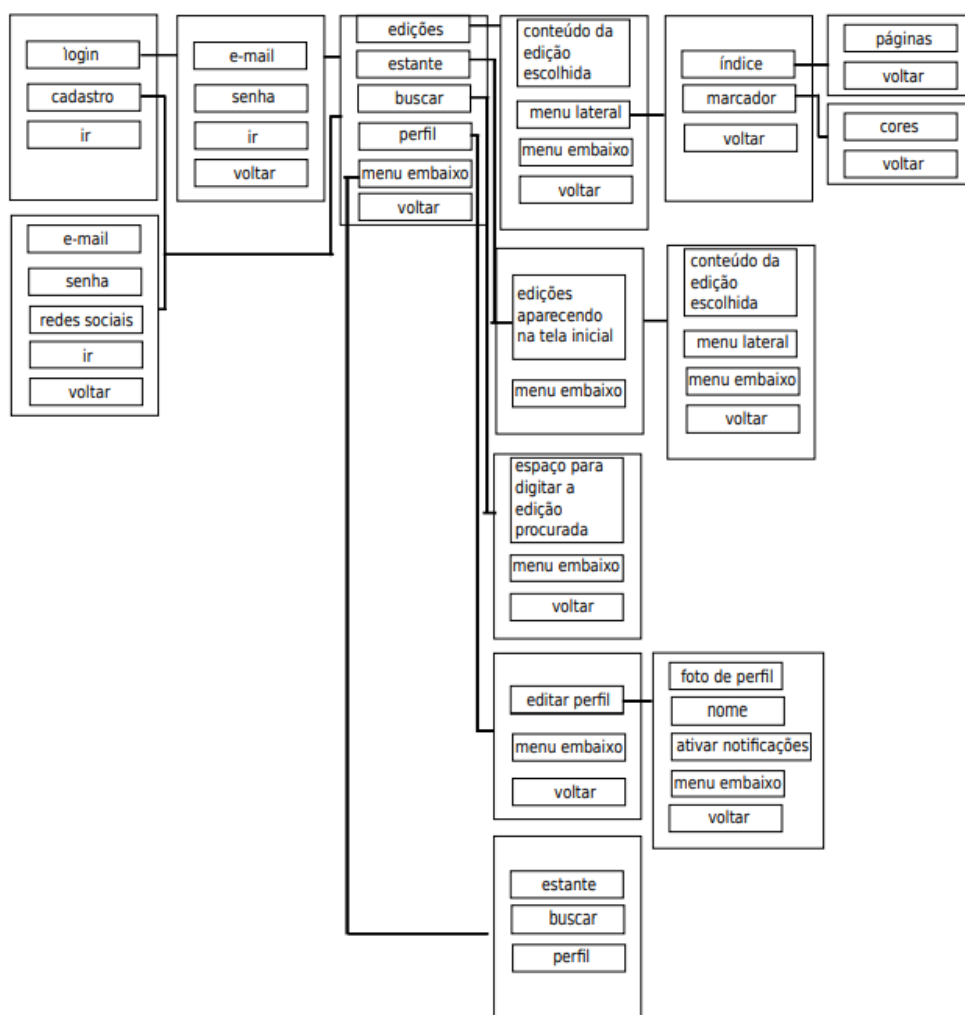 login
cadastro
ir
e-mail
senha
ir
voltar
edições
estante
buscar
perfil
menu embaixo
voltar
conteúdo da
edição
escolhida
menu lateral
menu embaixo
voltar
índice
marcador
voltar
páginas
voltar
cores
voltar
e-mail
senha
redes sociais
ir
voltar
edições
aparecendo
na tela inicial
menu embaixo
conteúdo da
edição
escolhida
menu lateral
menu embaixo
voltar
espaço para
digitar a
edição
procurada
menu embaixo
voltar
editar perfil
menu embaixo
voltar
foto de perfil
nome
ativar notificações
menu embaixo
voltar
estante
buscar
perfil